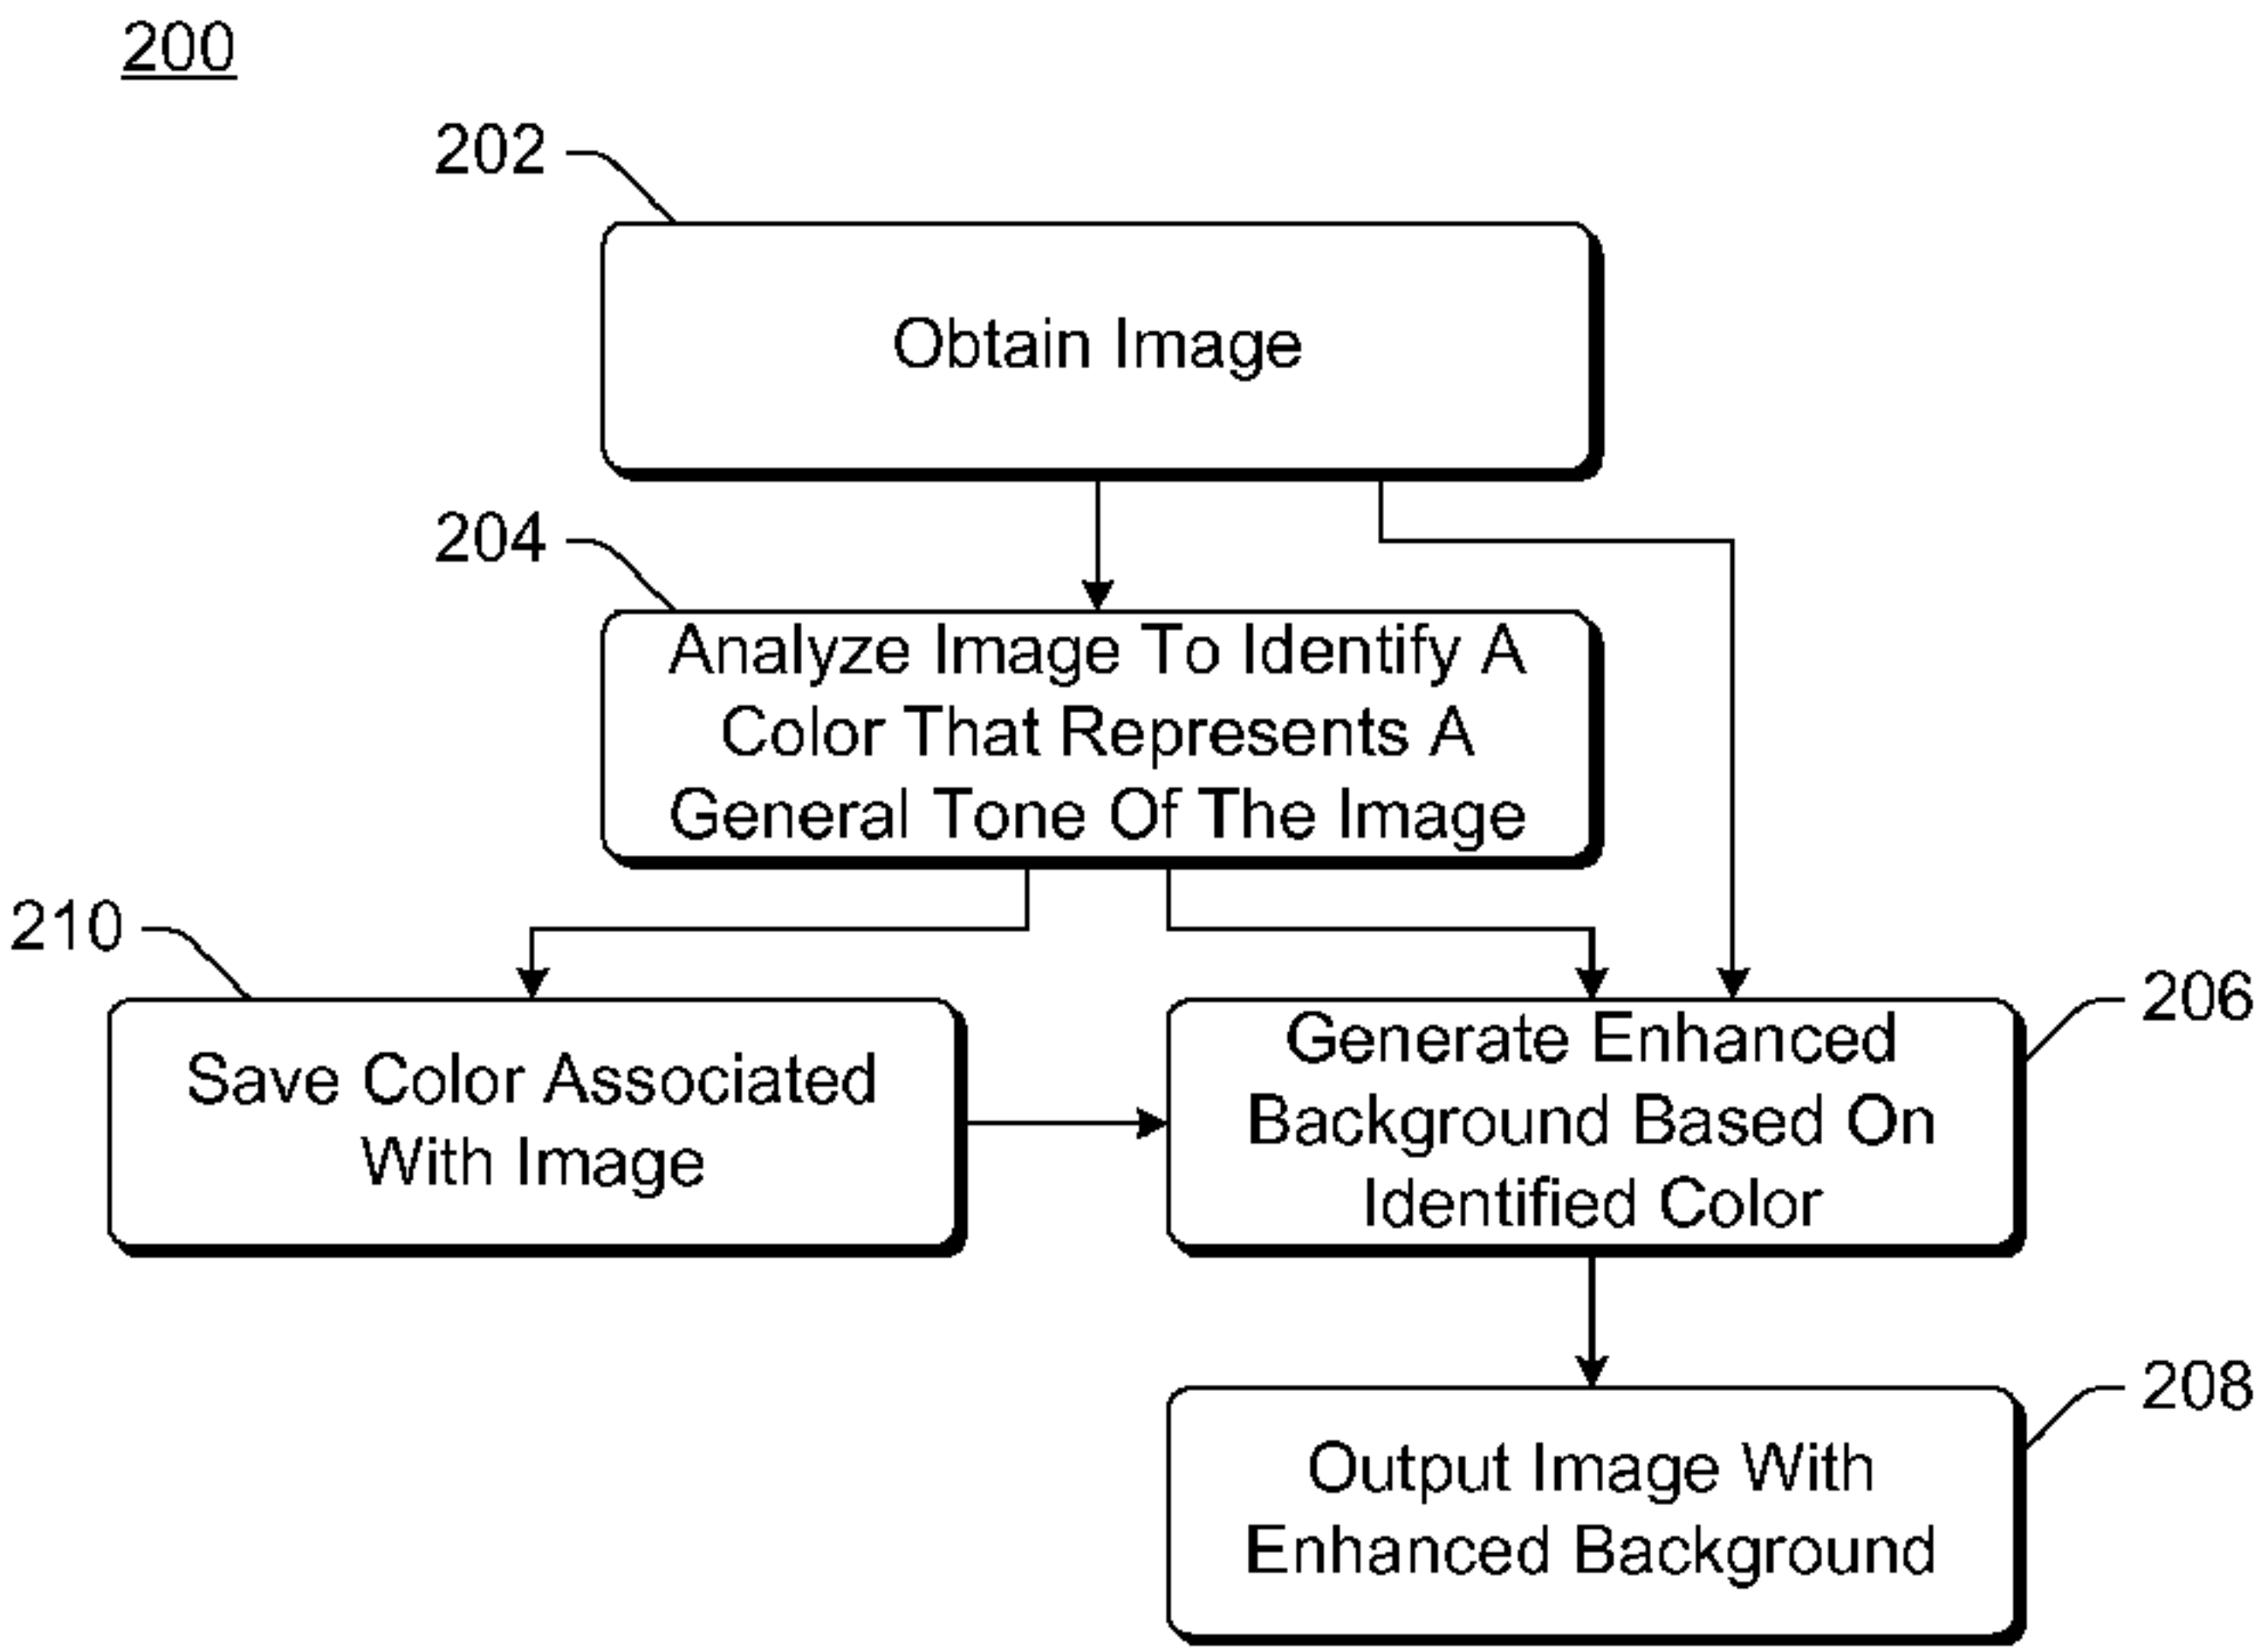 200
202
Obtain Image
204
Analyze Image To Identify A
Color That Represents A
General Tone Of The Image
210
Save Color Associated
With Image
206
Generate Enhanced
Background Based On
Identified Color
208
Output Image With
Enhanced Background